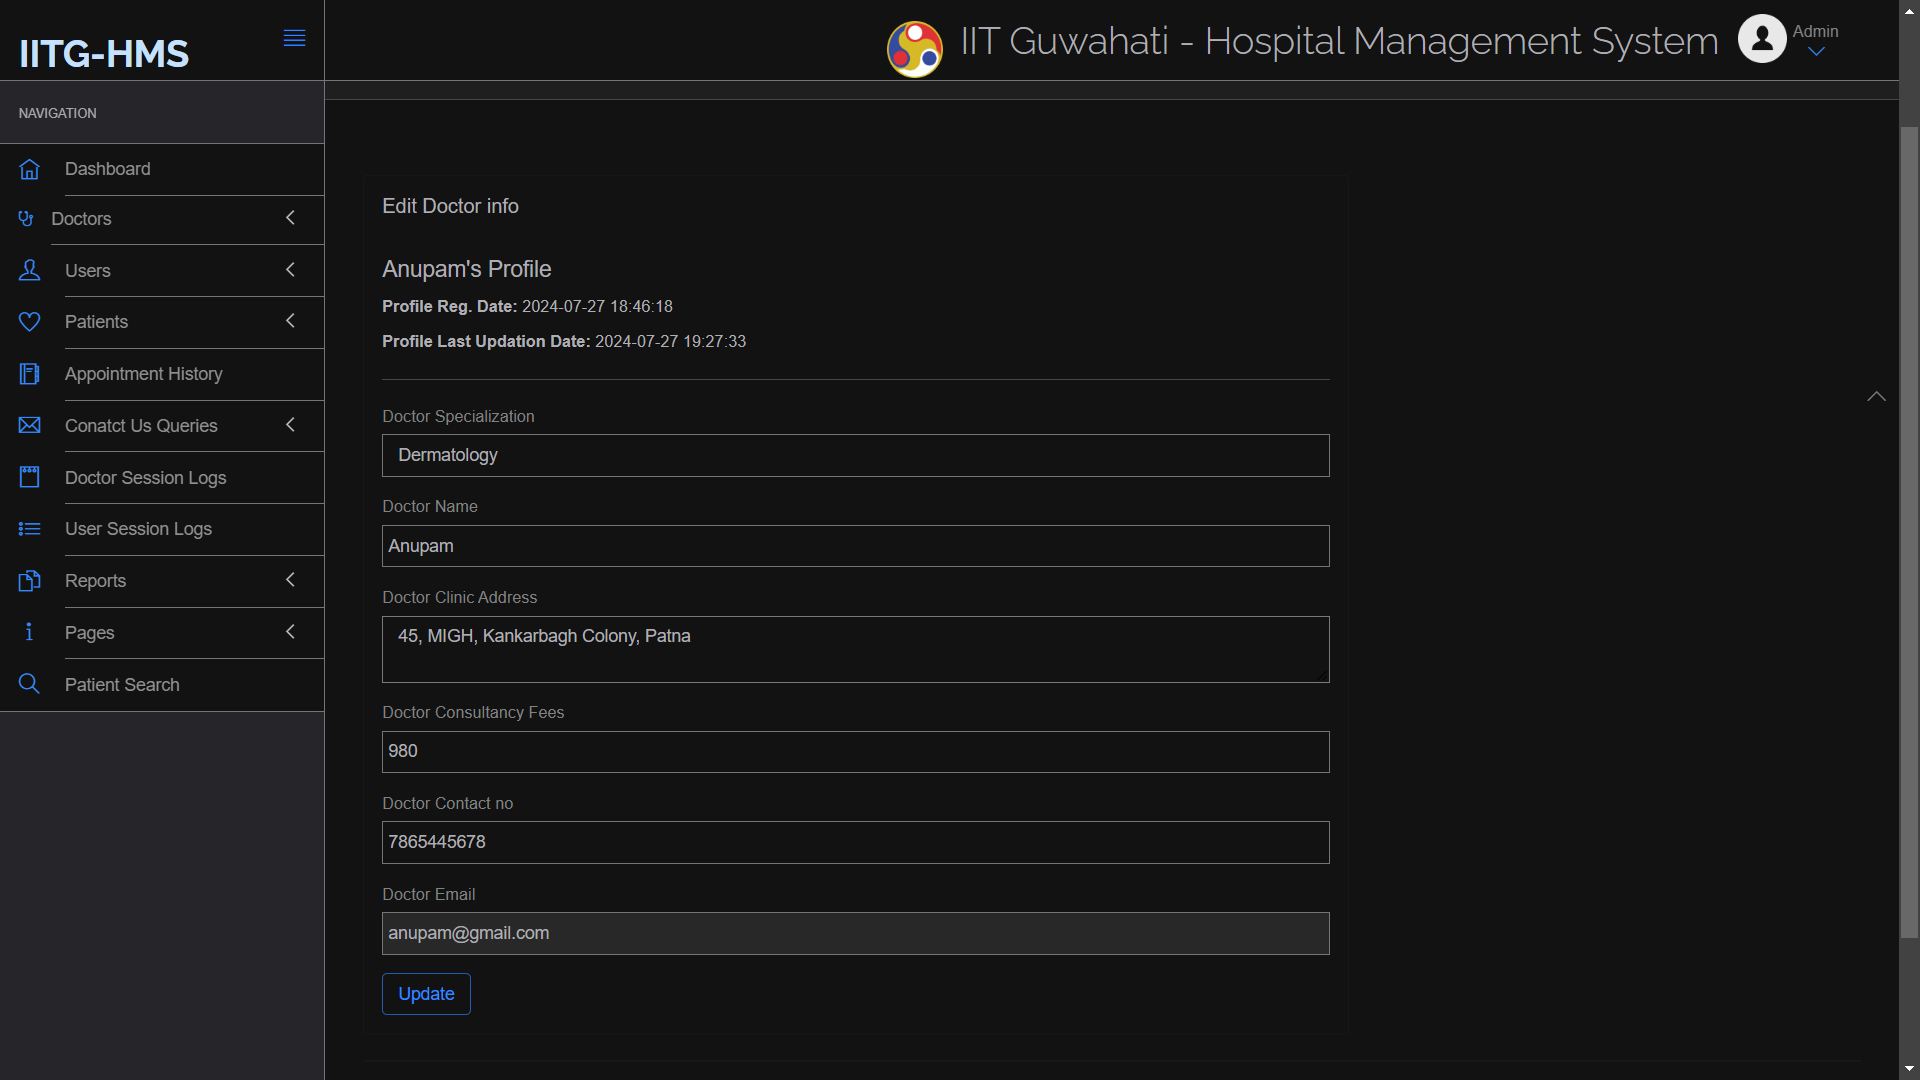 IITG-HMS
IIT Guwahati - Hospital Management System
Admin
NAVIGATION
Dashboard
Doctors
Users
Patients
Appointment History
Conatct Us Queries
Doctor Session Logs
User Session Logs
Reports
Pages
Patient Search
Edit Doctor info
Anupam's Profile
Profile Reg. Date: 2024-07-27 18:46:18
Profile Last Updation Date: 2024-07-27 19:27:33
Doctor Specialization
Dermatology
Doctor Name
Anupam
Doctor Clinic Address
45, MIGH, Kankarbagh Colony, Patna
Doctor Consultancy Fees
980
Doctor Contact no
7865445678
Doctor Email
anupam@gmail.com
Update